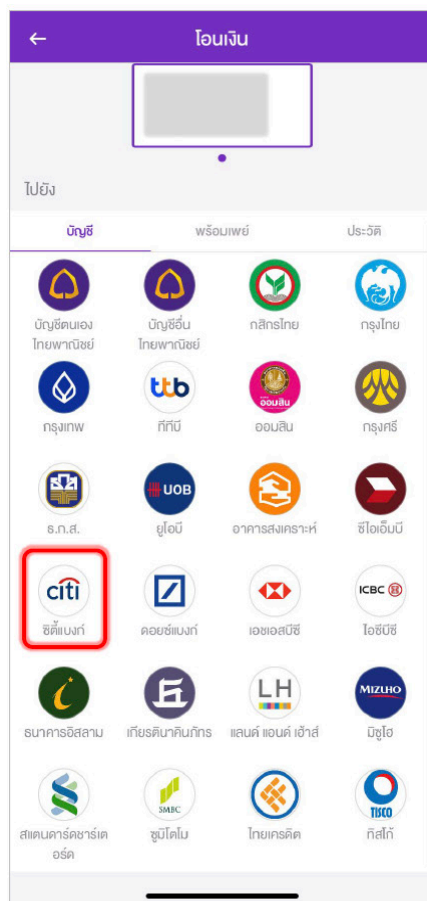 โอนเงิน
ไปยัง
บัญชี พร้อมเพย์ ประวัติ
บัญชีตนเอง
ไทยพาณิชย์
บัญชีอื่น
ไทยพาณิชย์
กสิกรไทย
กรุงไทย
กรุงเทพ
ttb
ทีทีบี
ออมสิน
ออมสิน
กรุงศรี
ธ.ก.ส.
UOB
ยูโอบี
อาคารสงเคราะห์
ซีไอเอ็มบี
citi
ซิตี้แบงก์
ดอยซ์แบงก์
เอชเอสบีซี
ICBC
ไอซีบีซี
ธนาคารอิสลาม
เกียรตินาคินภัทร
LH
แลนด์ แอนด์ เฮ้าส์
MIZUHO
มิซูโฮ
สแตนดาร์ดชาร์เต
อร์ด
SMBC
ซูมิโตโม
ไทยเครดิต
TISCO
ทิสโก้